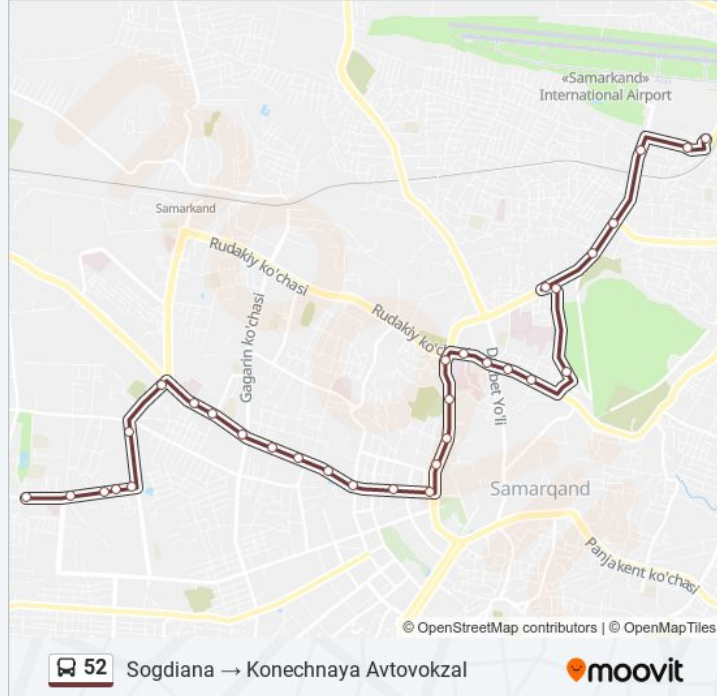 «Samarkand»
International Airport
Samarkand
Rudakiy ko'chasi
Rudakiy ko'c
Gagarin ko'chasi
Yo'li
Samarqand
Panjakent ko'chasi
© OpenStreetMap contributors | © OpenMapTiles
52 Sogdiana → Konechnaya Avtovokzal
moovit